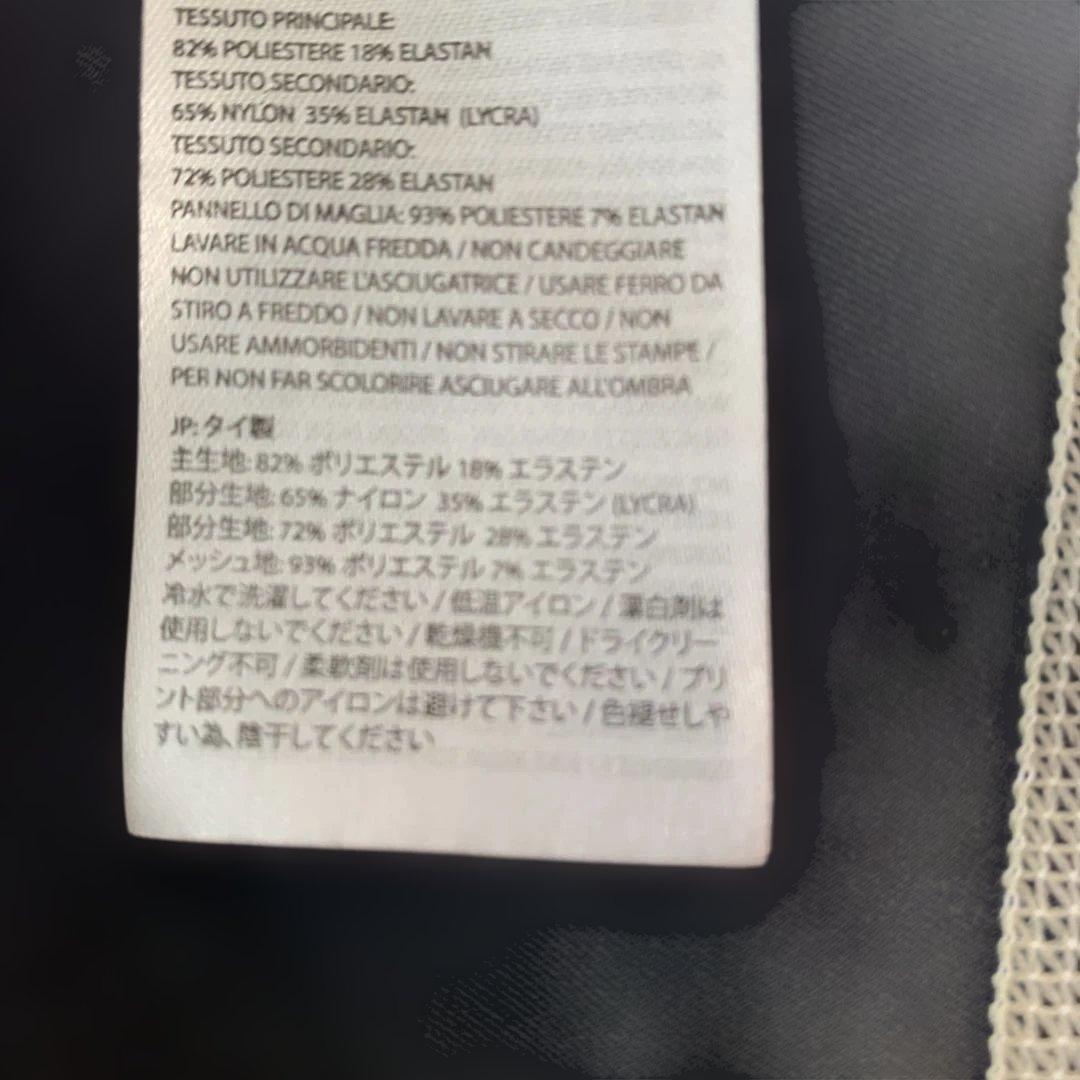 TESSUTO PRINCIPALE:
82% POLIESTERE 18% ELASTAN
TESSUTO SECONDARIO:
65% NYLON 35% ELASTAN (LYCRA)
TESSUTO SECONDARIO:
72% POLIESTERE 28% ELASTAN
PANNELLO DI MAGLIA: 93% POLIESTERE 7% ELASTAN
LAVARE IN ACQUA FREDDA / NON CANDEGGIARE
NON UTILIZZARE L'ASCIUGATRICE / USARE FERRO DA
STIRO A FREDDO / NON LAVARE A SECCO / NON
USARE AMMORBIDENTI / NON STIRARE LE STAMPE /
PER NON FAR SCOLORIRE ASCIUGARE ALL'OMBRA
JP: タイ製
主生地: 82% ポリエステル 18% エラステン
部分生地: 65% ナイロン 35% エラステン (LYCRA)
部分生地: 72% ポリエステル 28% エラステン
メッシュ地: 93% ポリエステル 7% エラステン
冷水で洗濯してください / 低温アイロン / 漂白剤は
使用しないでください / 乾燥機不可 / ドライクリー
ニング不可 / 柔軟剤は使用しないでください / プリ
ント部分へのアイロンは避けて下さい / 色褪せしや
すい為、陰干してください